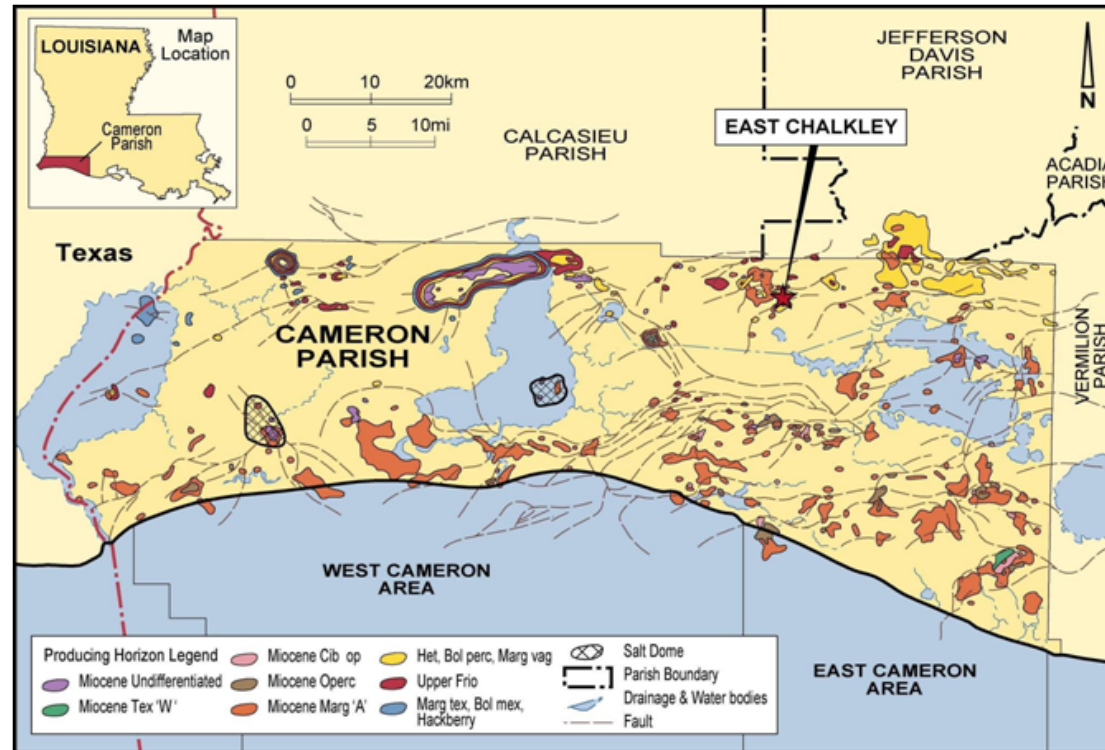 LOUISIANA
Map
Location
Cameron
Parish
0 10 20km
0 5 10mi
JEFFERSON
DAVIS
PARISH
N
EAST CHALKLEY
CALCASIEU
PARISH
ACADIA
PARISH
Texas
CAMERON
PARISH
VERMILION
PARISH
WEST CAMERON
AREA
EAST CAMERON
AREA
Producing Horizon Legend
Miocene Undifferentiated
Miocene Tex 'W'
Miocene Cib op
Miocene Operc
Miocene Marg 'A'
Het, Bol perc, Marg vag
Upper Frio
Marg tex, Bol mex,
Hackberry
Salt Dome
Parish Boundary
Drainage & Water bodies
Fault